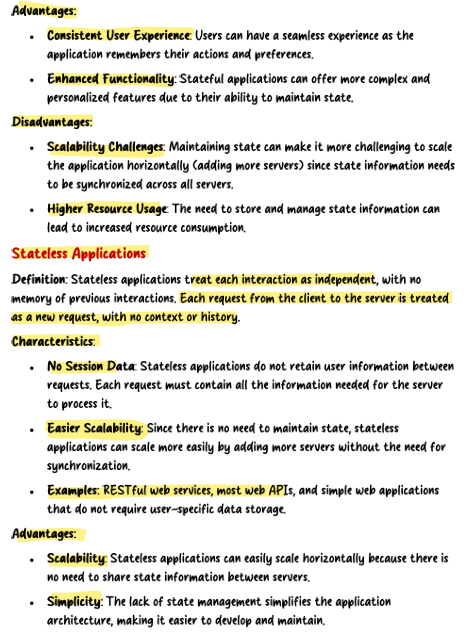 Advantages:
• Consistent User Experience: Users can have a seamless experience as the
application remembers their actions and preferences.
• Enhanced Functionality: Stateful applications can offer more complex and
personalized features due to their ability to maintain state.
Disadvantages:
• Scalability Challenges: Maintaining state can make it more challenging to scale
the application horizontally (adding more servers) since state information needs
to be synchronized across all servers.
• Higher Resource Usage: The need to store and manage state information can
lead to increased resource consumption.
Stateless Applications
Definition: Stateless applications treat each interaction as independent, with no
memory of previous interactions. Each request from the client to the server is treated
as a new request, with no context or history.
Characteristics:
• No Session Data: Stateless applications do not retain user information between
requests. Each request must contain all the information needed for the server
to process it.
• Easier Scalability: Since there is no need to maintain state, stateless
applications can scale more easily by adding more servers without the need for
synchronization.
• Examples: RESTful web services, most web APIs, and simple web applications
that do not require user-specific data storage.
Advantages:
• Scalability: Stateless applications can easily scale horizontally because there is
no need to share state information between servers.
• Simplicity: The lack of state management simplifies the application
architecture, making it easier to develop and maintain.